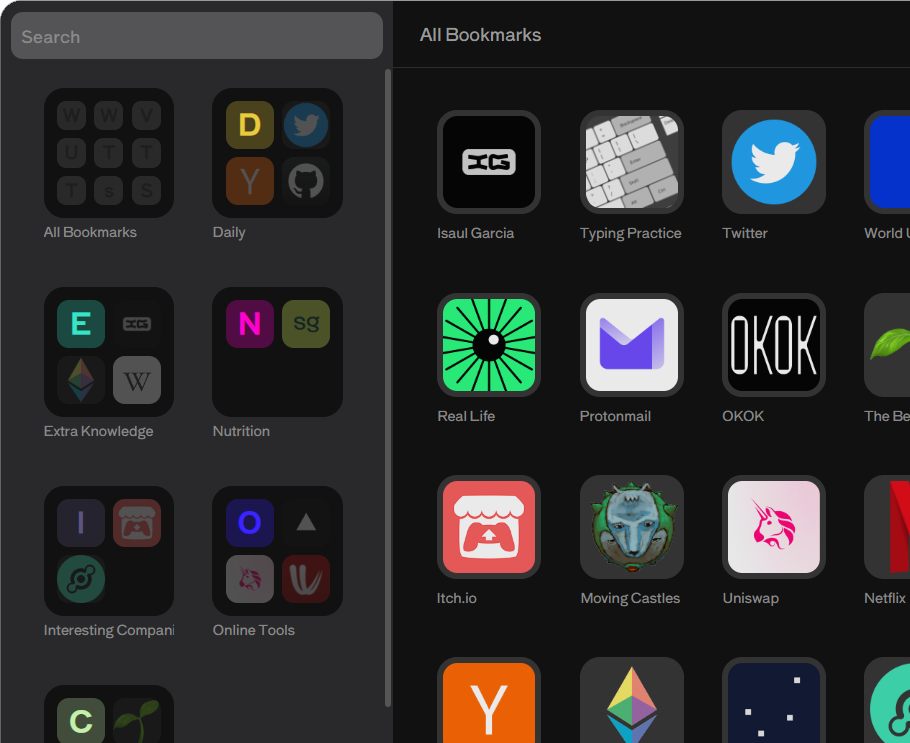 Search
All Bookmarks
W W V
U T T
T s S
All Bookmarks
D
Y
Daily
E
W
Extra Knowledge
N sg
Nutrition
I
Interesting Compani
O
Online Tools
C
IG
Isaul Garcia
Typing Practice
Twitter
World U
Real Life
Protonmail
OKOK
OKOK
The Be
Itch.io
Moving Castles
Uniswap
Netflix
Y